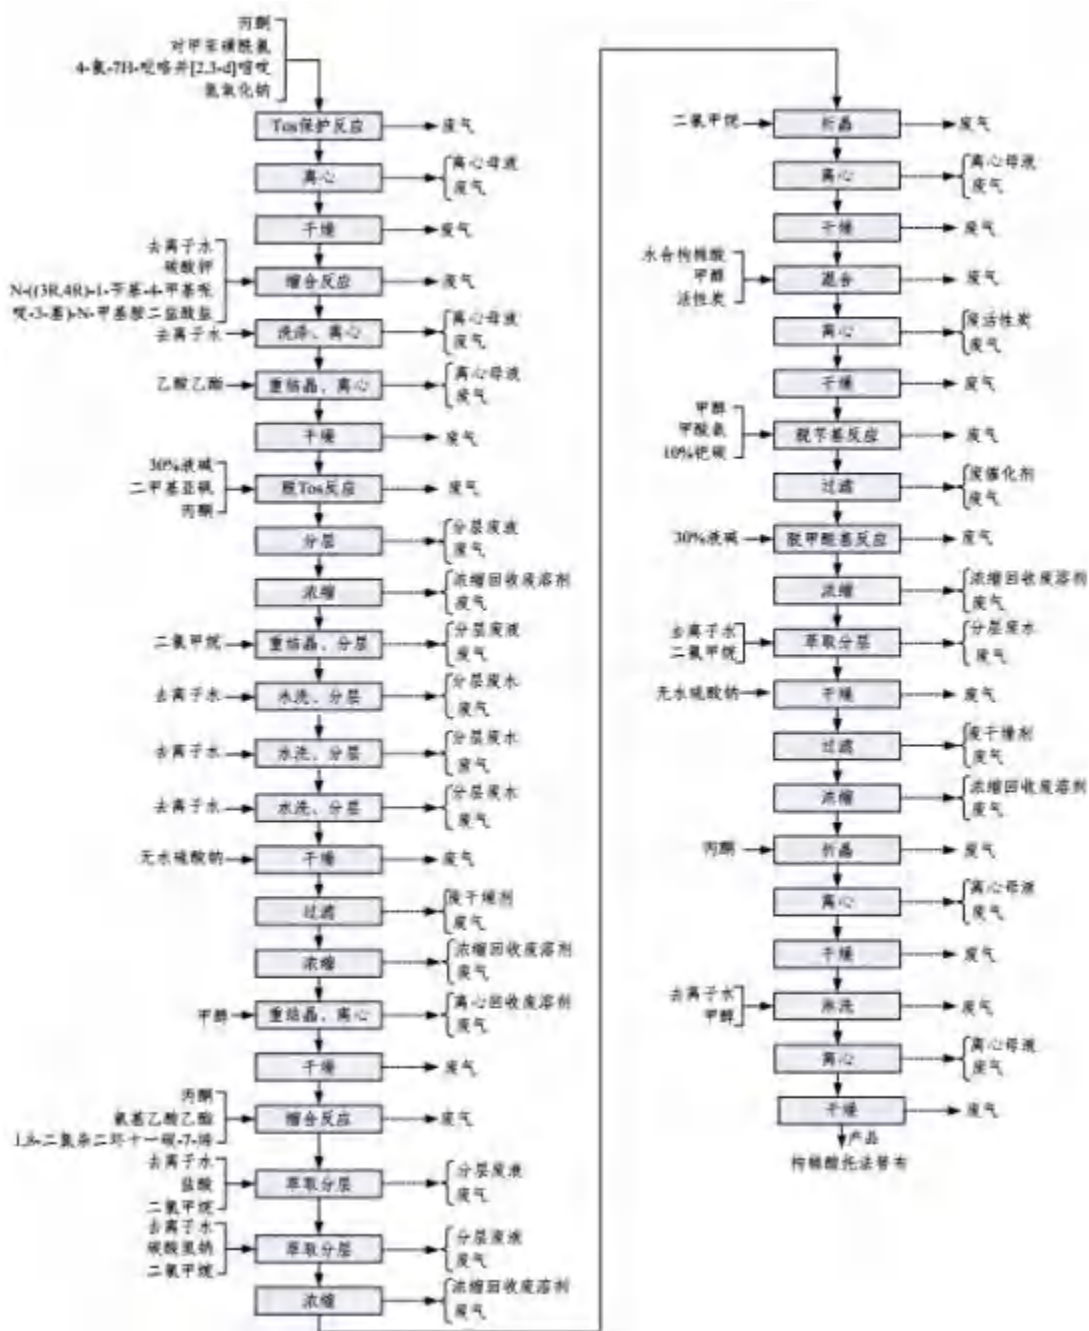 丙酮
对甲苯磺酰氯
4-氯-7H-吡咯并[2,3-d]嘧啶
氢氧化钠
Tos保护反应
废气
离心
离心母液
废气
干燥
废气
去离子水
碳酸钾
N-((3R,4R)-1-苄基-4-甲基哌
啶-3-基)-N-甲基胺二盐酸盐
缩合反应
废气
去离子水
洗涤、离心
离心母液
废气
乙酸乙酯
重结晶、离心
离心母液
废气
干燥
废气
30%液碱
二甲基亚砜
丙酮
脱Tos反应
废气
分层
分层废液
废气
浓缩
浓缩回收废溶剂
废气
二氯甲烷
重结晶、分层
分层废液
废气
去离子水
水洗、分层
分层废水
废气
去离子水
水洗、分层
分层废水
废气
去离子水
水洗、分层
分层废水
废气
无水硫酸钠
干燥
废气
过滤
废干燥剂
废气
浓缩
浓缩回收废溶剂
废气
甲醇
重结晶、离心
离心回收废溶剂
废气
干燥
废气
丙酮
氰基乙酸乙酯
1,8-二氮杂二环十一碳-7-烯
缩合反应
废气
去离子水
盐酸
二氯甲烷
萃取分层
分层废液
废气
去离子水
碳酸氢钠
二氯甲烷
萃取分层
分层废液
废气
浓缩
浓缩回收废溶剂
废气
二氯甲烷
析晶
废气
离心
离心母液
废气
干燥
废气
水合枸橼酸
甲醇
活性炭
混合
废气
离心
废活性炭
废气
干燥
废气
甲醇
甲酸氨
10%钯碳
脱苄基反应
废气
过滤
废催化剂
废气
30%液碱
脱甲酰基反应
废气
浓缩
浓缩回收废溶剂
废气
去离子水
二氯甲烷
萃取分层
分层废水
废气
无水硫酸钠
干燥
废气
过滤
废干燥剂
废气
浓缩
浓缩回收废溶剂
废气
丙酮
析晶
废气
离心
离心母液
废气
干燥
废气
去离子水
甲醇
淋洗
废气
离心
离心母液
废气
干燥
废气
产品
枸橼酸托法替布